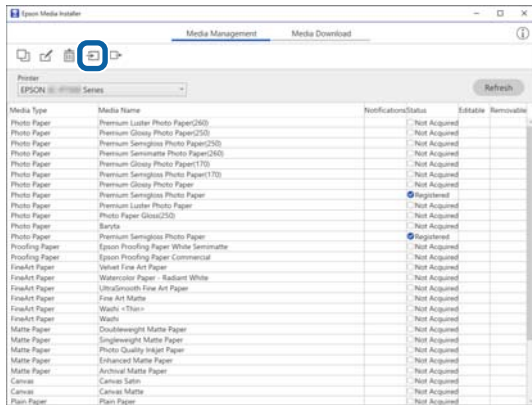 Epson Media Installer
Media Management Media Download
Printer
EPSON Series
Refresh
Media Type Media Name Notifications Status Editable Removable
Photo Paper Premium Luster Photo Paper(260) Not Acquired
Photo Paper Premium Glossy Photo Paper(250) Not Acquired
Photo Paper Premium Semigloss Photo Paper(250) Not Acquired
Photo Paper Premium Semimatte Photo Paper(260) Not Acquired
Photo Paper Premium Glossy Photo Paper(170) Not Acquired
Photo Paper Premium Semigloss Photo Paper(170) Not Acquired
Photo Paper Premium Glossy Photo Paper Not Acquired
Photo Paper Premium Semigloss Photo Paper Registered
Photo Paper Premium Luster Photo Paper Not Acquired
Photo Paper Photo Paper Gloss(250) Not Acquired
Photo Paper Baryta Not Acquired
Photo Paper Premium Semigloss Photo Paper Registered
Proofing Paper Epson Proofing Paper White Semimatte Not Acquired
Proofing Paper Epson Proofing Paper Commercial Not Acquired
FineArt Paper Velvet Fine Art Paper Not Acquired
FineArt Paper Watercolor Paper - Radiant White Not Acquired
FineArt Paper UltraSmooth Fine Art Paper Not Acquired
FineArt Paper Fine Art Matte Not Acquired
FineArt Paper Washi <Thin> Not Acquired
FineArt Paper Washi Not Acquired
Matte Paper Doubleweight Matte Paper Not Acquired
Matte Paper Singleweight Matte Paper Not Acquired
Matte Paper Photo Quality Inkjet Paper Not Acquired
Matte Paper Enhanced Matte Paper Not Acquired
Matte Paper Archival Matte Paper Not Acquired
Canvas Canvas Satin Not Acquired
Canvas Canvas Matte Not Acquired
Plain Paper Plain Paper Not Acquired